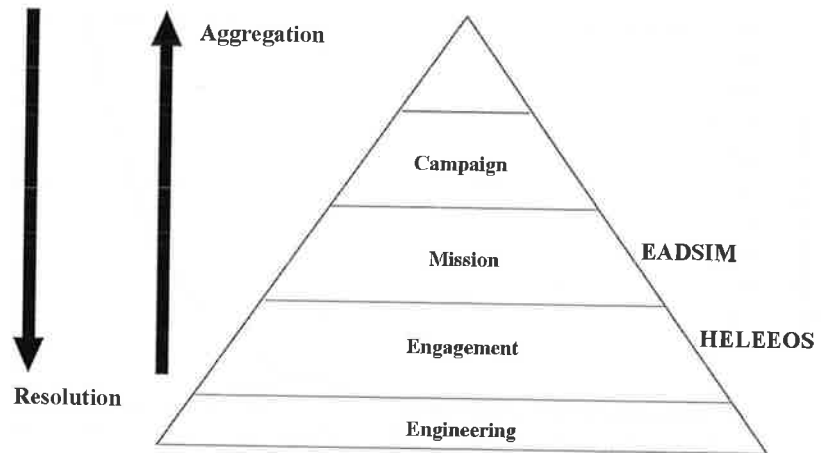 Aggregation
Campaign
Mission
EADSIM
Engagement
HELEEOS
Resolution
Engineering